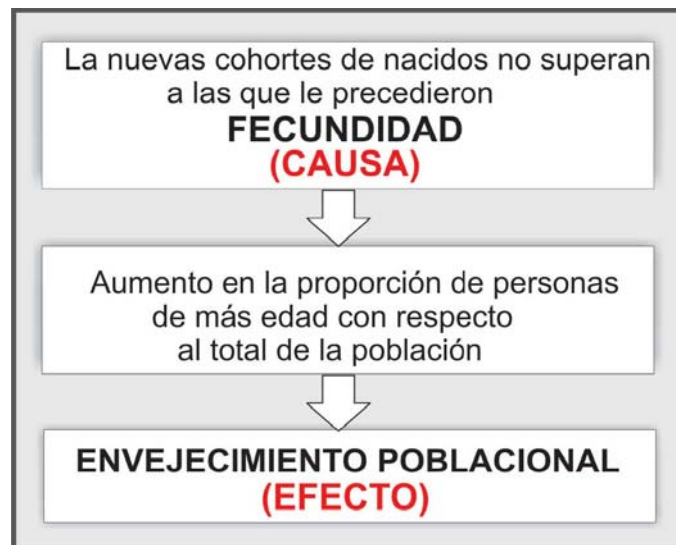 La nuevas cohortes de nacidos no superan
a las que le precedieron
FECUNDIDAD
(CAUSA)
Aumento en la proporción de personas
de más edad con respecto
al total de la población
ENVEJECIMIENTO POBLACIONAL
(EFECTO)